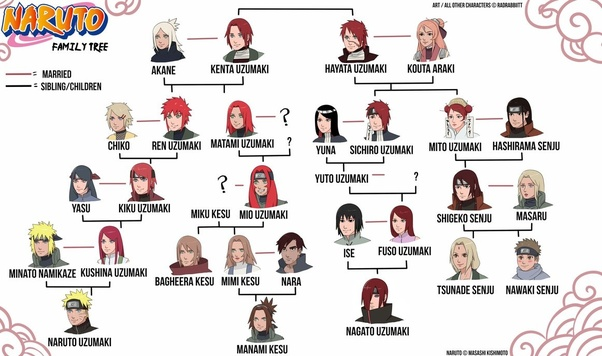 NARUTO
FAMILY TREE
ART / ALL OTHER CHARACTERS © RADRABBIITT
= MARRIED
= SIBLING/CHILDREN
AKANE
KENTA UZUMAKI
HAYATA UZUMAKI
KOUTA ARAKI
?
CHIKO
REN UZUMAKI
MATAMI UZUMAKI
?
YUNA
SICHIRO UZUMAKI
MITO UZUMAKI
HASHIRAMA SENJU
YUTO UZUMAKI
?
?
YASU
KIKU UZUMAKI
MIKU KESU
MIO UZUMAKI
SHIGEKO SENJU
MASARU
ISE
FUSO UZUMAKI
MINATO NAMIKAZE
KUSHINA UZUMAKI
BAGHEERA KESU
MIMI KESU
NARA
TSUNADE SENJU
NAWAKI SENJU
NARUTO UZUMAKI
MANAMI KESU
NAGATO UZUMAKI
NARUTO © MASASHI KISHIMOTO